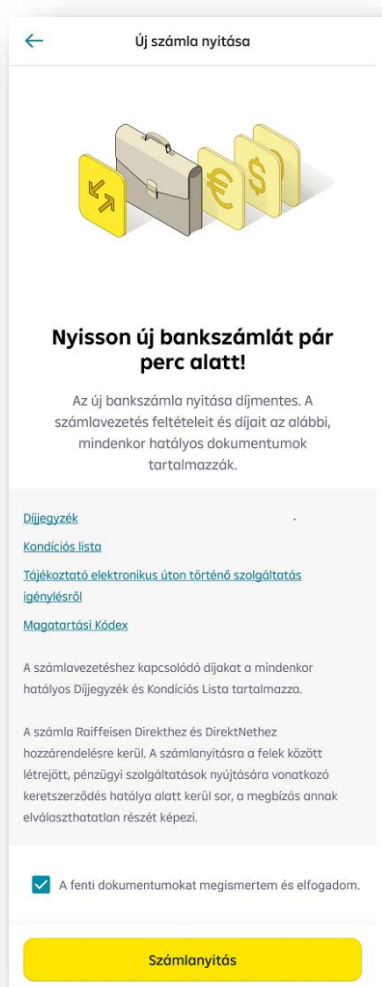 Új számla nyitása
€
$
Nyisson új bankszámlát pár
perc alatt!
Az új bankszámla nyitása díjmentes. A
számlavezetés feltételeit és díjait az alábbi,
mindenkor hatályos dokumentumok
tartalmazzák.
Díjjegyzék
Kondíciós lista
Tájékoztató elektronikus úton történő szolgáltatás
igénylésről
Magatartási Kódex
A számlavezetéshez kapcsolódó díjakat a mindenkor
hatályos Díjjegyzék és Kondíciós Lista tartalmazza.
A számla Raiffeisen Direkthez és DirektNethez
hozzárendelésre kerül. A számlanyitásra a felek között
létrejött, pénzügyi szolgáltatások nyújtására vonatkozó
keretszerződés hatálya alatt kerül sor, a megbízás annak
elválaszthatatlan részét képezi.
A fenti dokumentumokat megismertem és elfogadom.
Számlanyitás